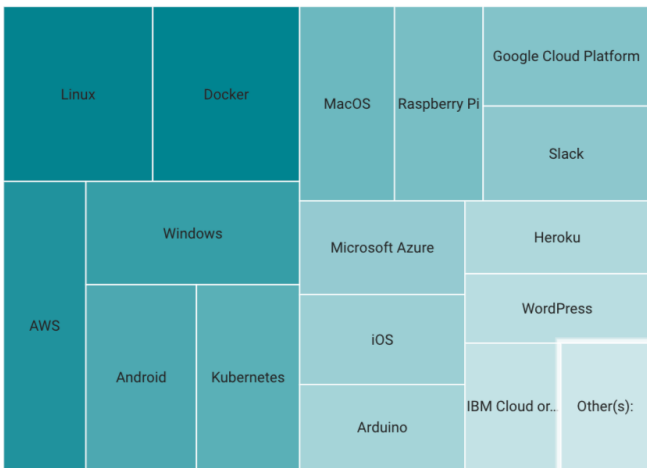 Linux
Docker
MacOS
Raspberry Pi
Google Cloud Platform
Slack
AWS
Windows
Android
Kubernetes
Microsoft Azure
iOS
Arduino
Heroku
WordPress
IBM Cloud or...
Other(s):